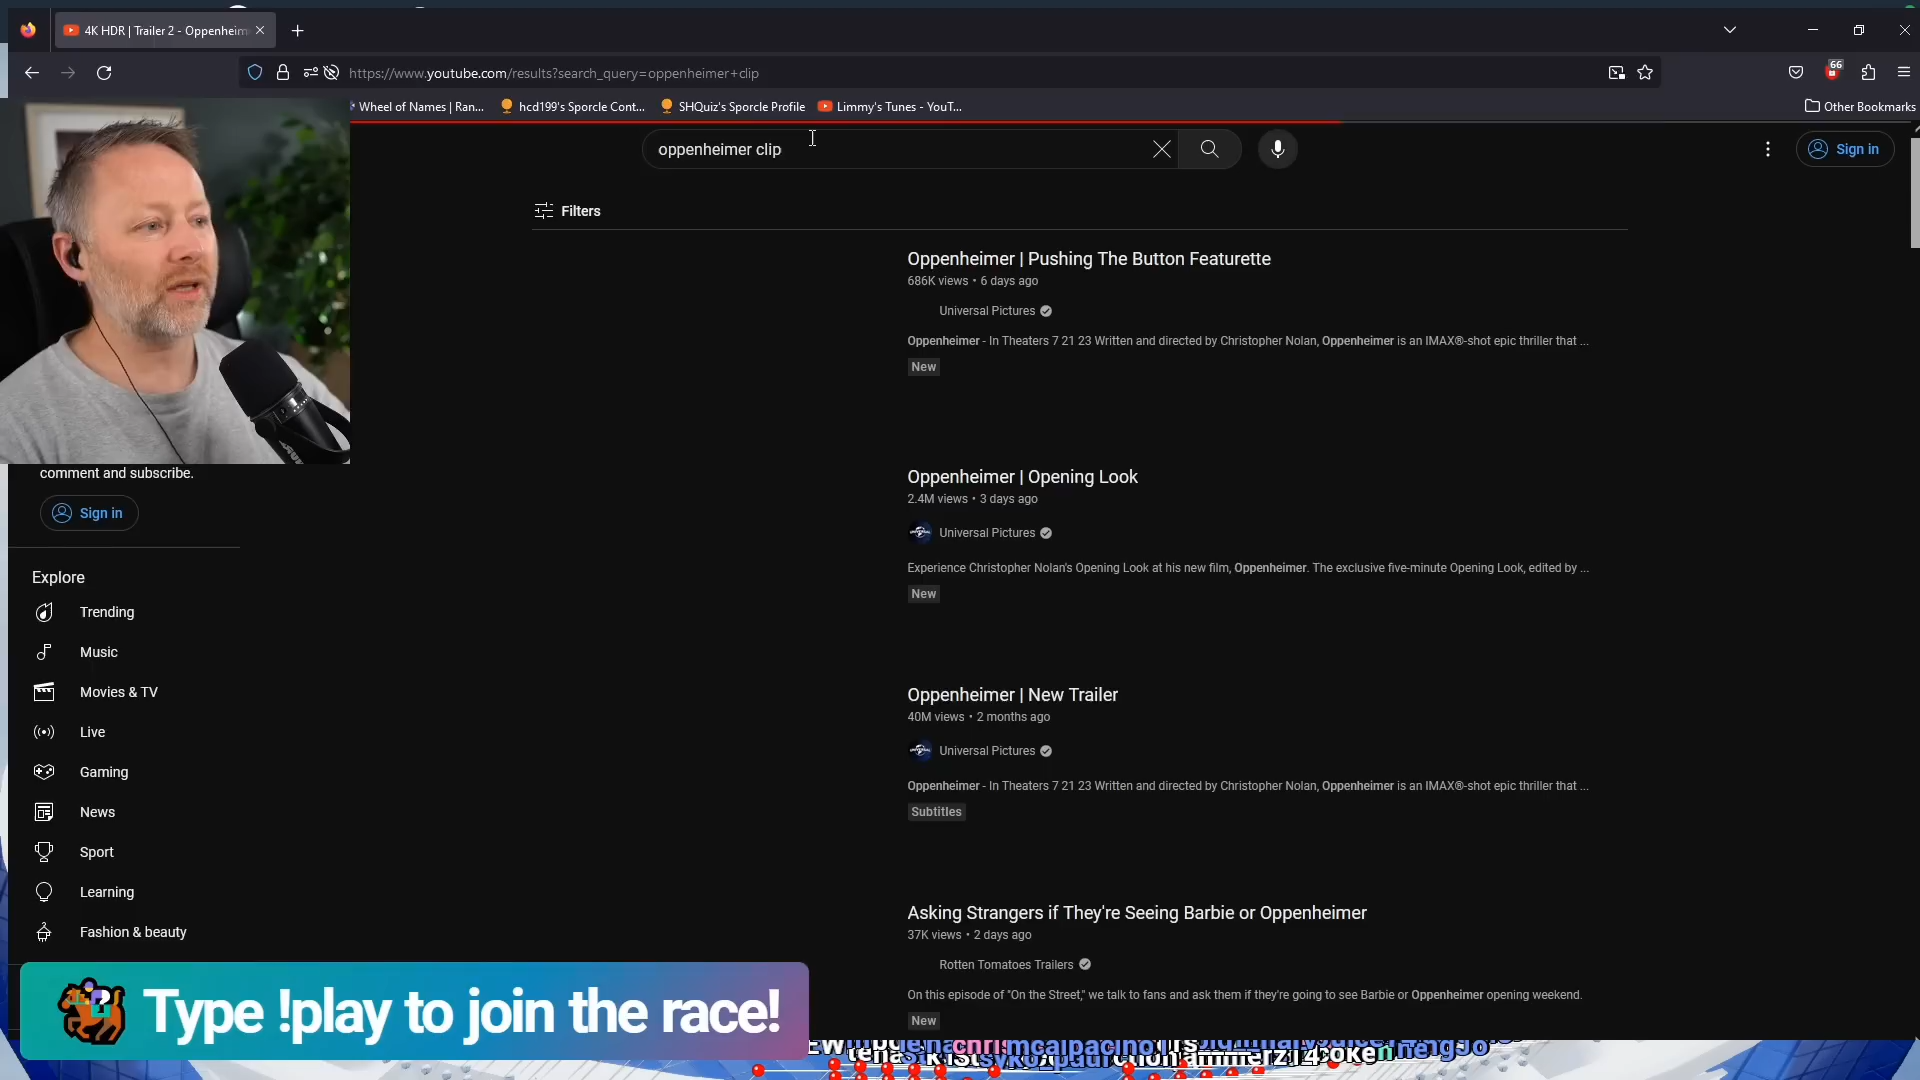 4K HDR | Trailer 2 - Oppenheim
https://www.youtube.com/results?search_query=oppenheimer+clip
66
Wheel of Names | Ran...
hcd199's Sporcle Cont...
SHQuiz's Sporcle Profile
Limmy's Tunes - YouT...
Other Bookmarks
oppenheimer clip
Sign in
Filters
Oppenheimer | Pushing The Button Featurette
686K views • 6 days ago
Universal Pictures
Oppenheimer - In Theaters 7 21 23 Written and directed by Christopher Nolan, Oppenheimer is an IMAX®-shot epic thriller that ...
New
Oppenheimer | Opening Look
2.4M views • 3 days ago
Universal Pictures
Experience Christopher Nolan's Opening Look at his new film, Oppenheimer. The exclusive five-minute Opening Look, edited by ...
New
Oppenheimer | New Trailer
40M views • 2 months ago
Universal Pictures
Oppenheimer - In Theaters 7 21 23 Written and directed by Christopher Nolan, Oppenheimer is an IMAX®-shot epic thriller that ...
Subtitles
Asking Strangers if They're Seeing Barbie or Oppenheimer
37K views • 2 days ago
Rotten Tomatoes Trailers
On this episode of "On the Street," we talk to fans and ask them if they're going to see Barbie or Oppenheimer opening weekend.
New
comment and subscribe.
Sign in
Explore
Trending
Music
Movies & TV
Live
Gaming
News
Sport
Learning
Fashion & beauty
Type !play to join the race!